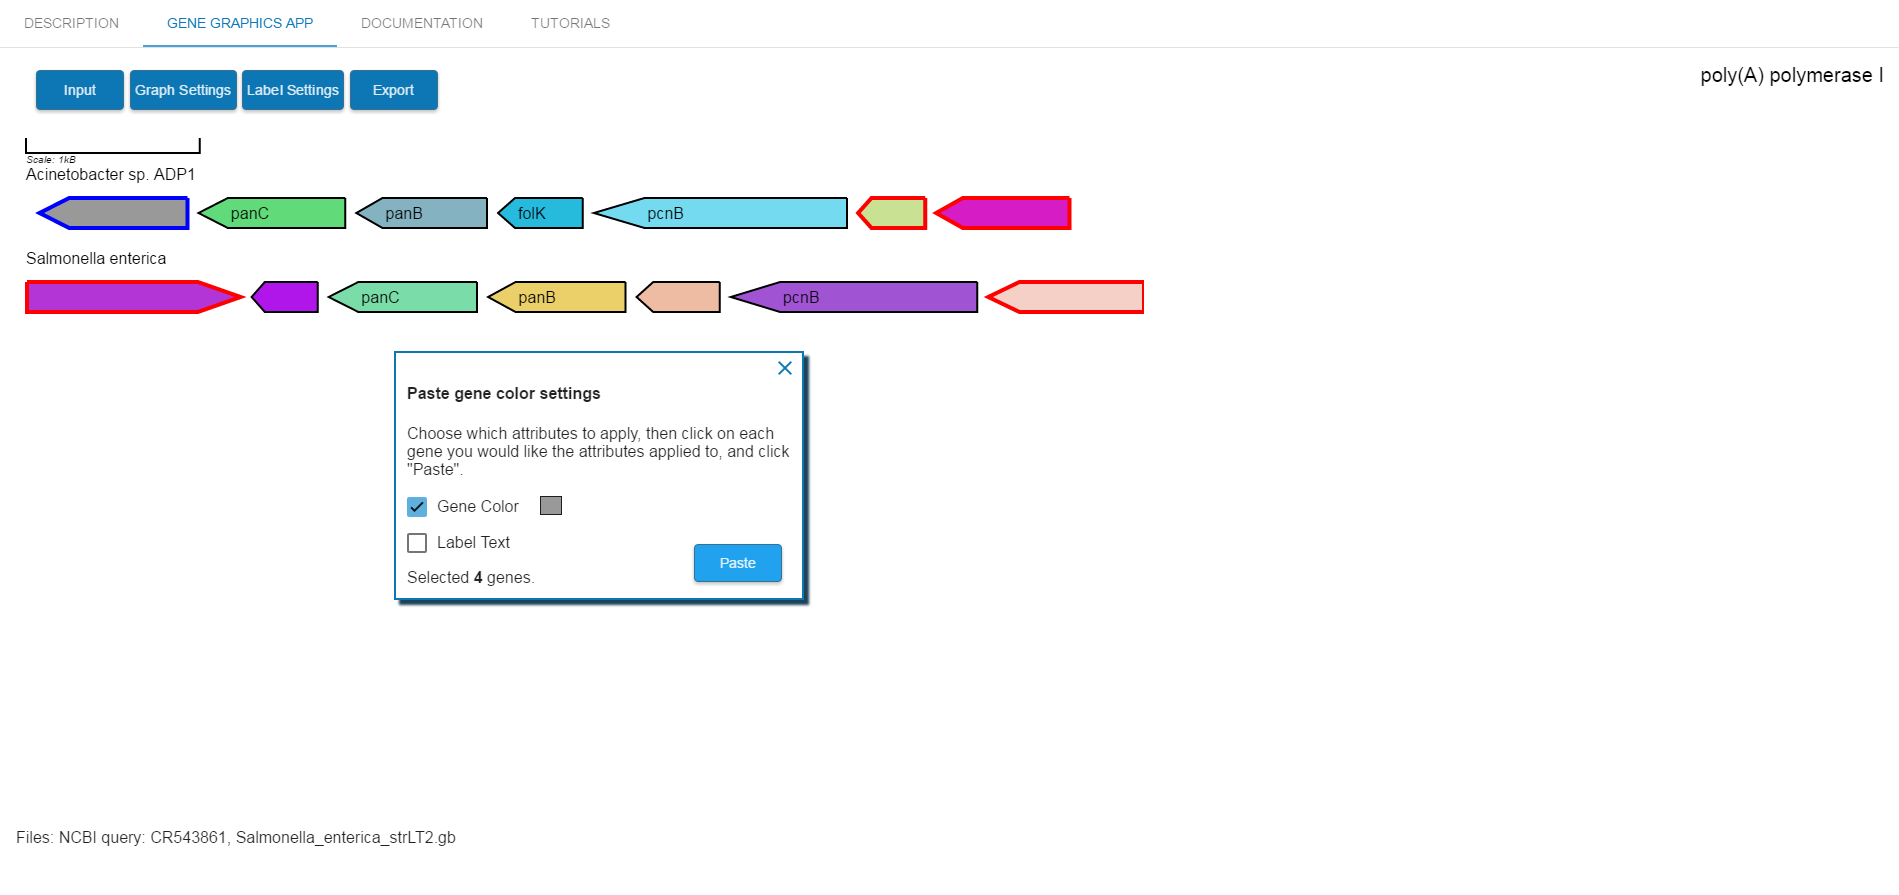 DESCRIPTION GENE GRAPHICS APP DOCUMENTATION TUTORIALS
Input Graph Settings Label Settings Export
poly(A) polymerase I
Scale: 1kB
Acinetobacter sp. ADP1
panC panB folK pcnB
Salmonella enterica
panC panB pcnB
Paste gene color settings
Choose which attributes to apply, then click on each
gene you would like the attributes applied to, and click
"Paste".
Gene Color
Label Text
Paste
Selected 4 genes.
Files: NCBI query: CR543861, Salmonella_enterica_strLT2.gb